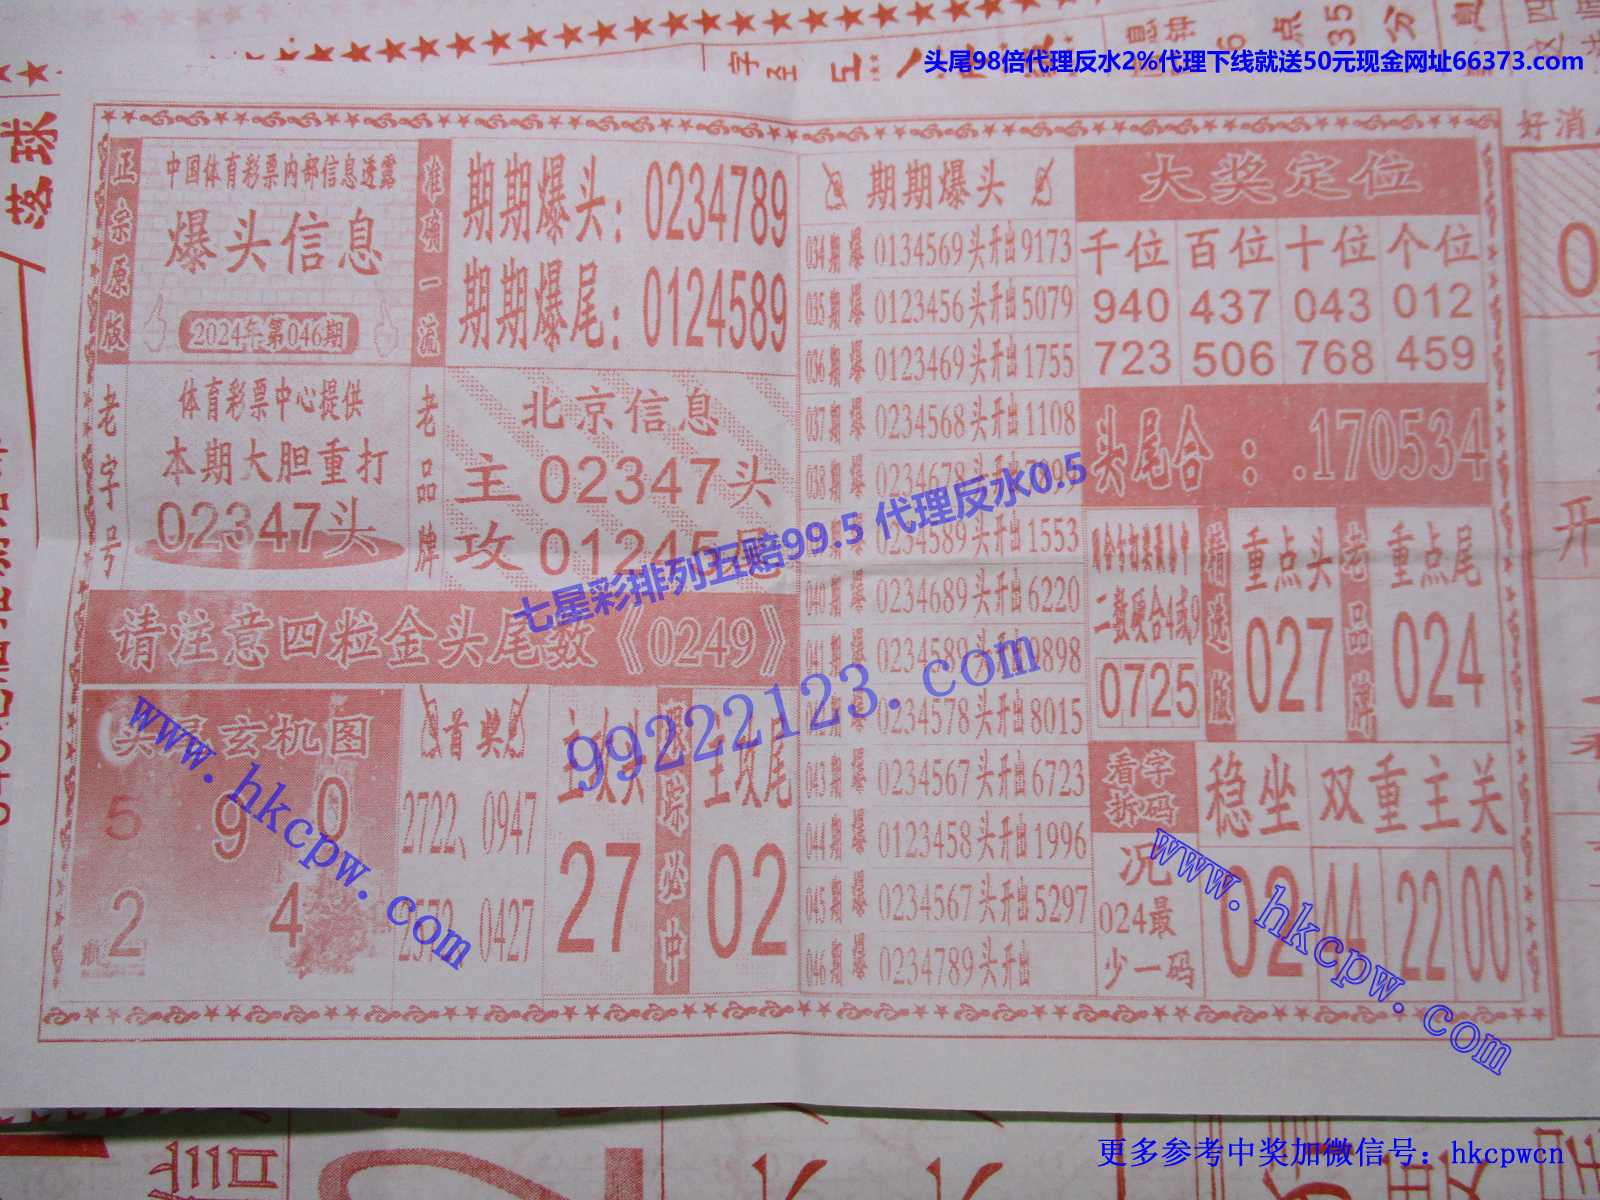 头尾98倍代理反水2%代理下线就送50元现金网址66373.com
落球
好消
正宗原版
中国体育彩票内部信息透露
爆头信息
2024年第046期
准确一流
期期爆头：0234789
期期爆尾：0124589
老字号
体育彩票中心提供
本期大胆重打
02347头
老品牌
北京信息
主02347头
攻01245
请注意四粒金头尾数《0249》
玄机图
5 9 0
2 4
首奖
2722、0947
2572 0427
主攻头
27
必中
主攻尾
02
期期爆头
034期 爆 0134569头开出9173
035期 爆 0123456头开出5079
036期 爆 0123469头开出1755
037期 爆 0234568头开出1108
038期 爆 0234678头开
爆 0234589头开出1553
040期 爆 0234689头开出6220
041期 爆 0234589头开出9898
爆 0234578头开出8015
043期 爆 0234567头开出6723
044期 爆 0123458头开出1996
045期 爆 0234567头开出5297
046期 爆 0234789头开出
大奖定位
千位 百位 十位 个位
940 437 043 012
723 506 768 459
头尾合：.170534
二数硬合4或9
0725
精选版
重点头
027
老品牌
重点尾
024
看字拆码
况
024最
少一码
稳坐
02
双重主关
44 22 00
七星彩排列五赔99.5 代理反水0.5
99222123.com
www.hkcpw.com
www.hkcpw.com
更多参考中奖加微信号：hkcpwcn